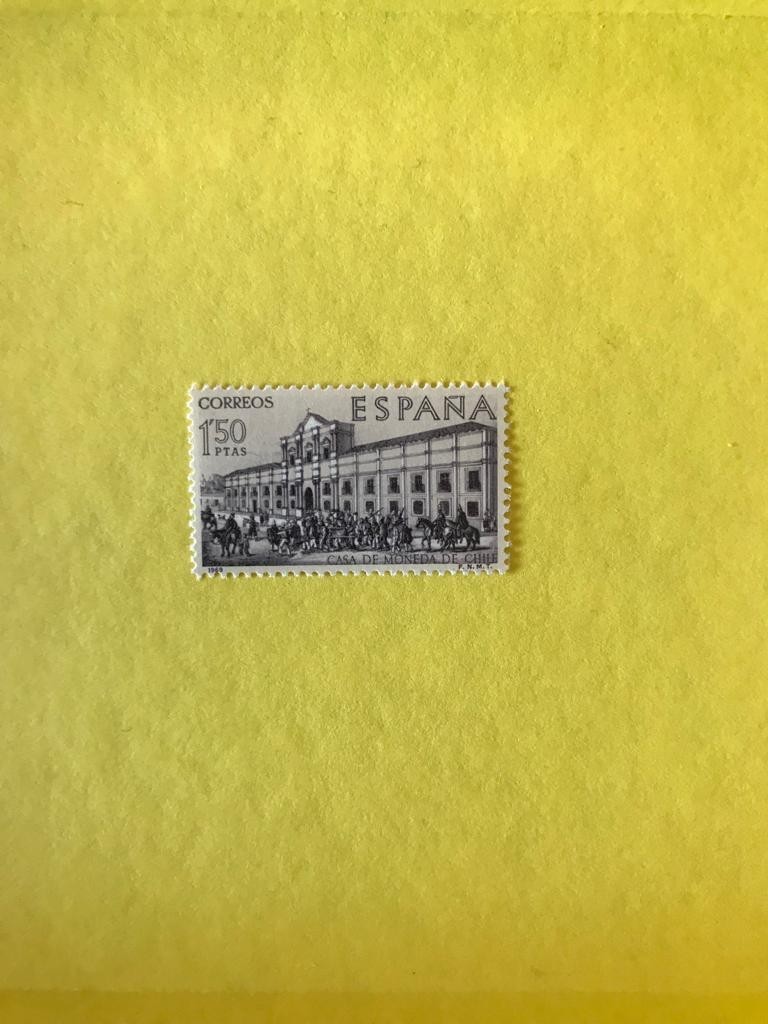 CORREOS
ESPAÑA
1'50
PTAS
CASA DE MONEDA DE CHILE
1969
F.N.M.T.